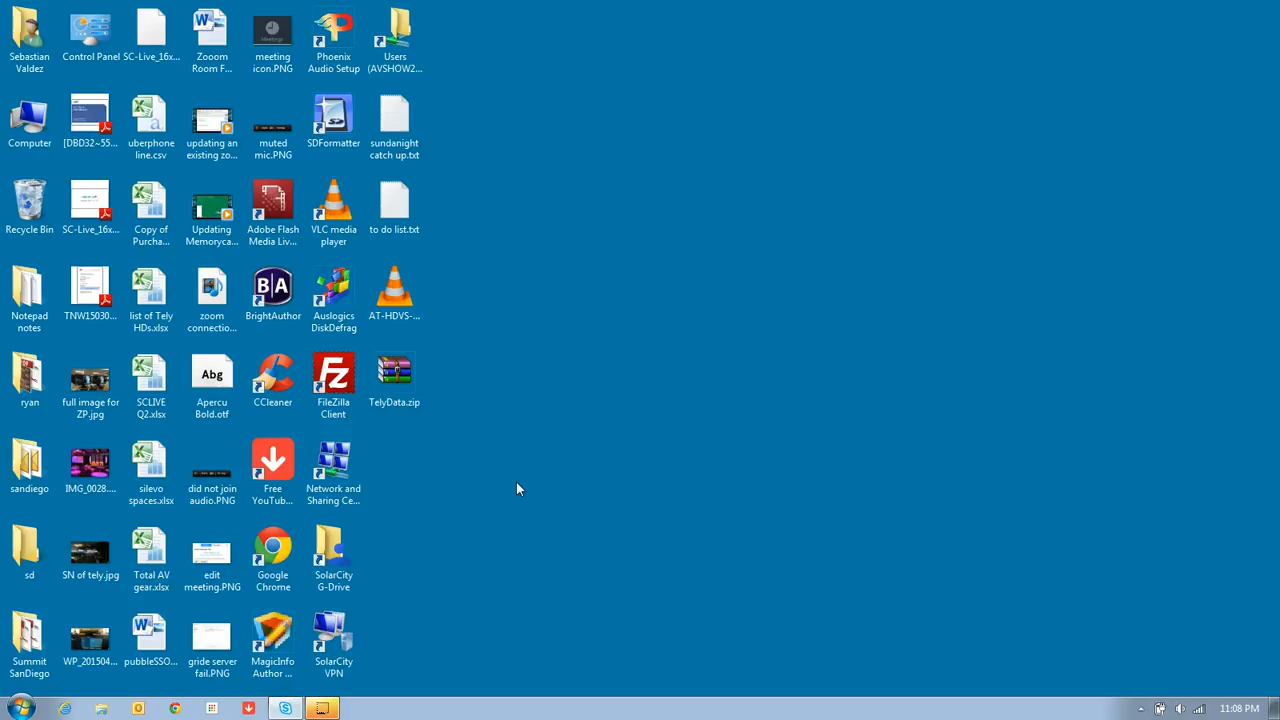 Sebastian
Valdez
Control Panel
SC-Live_16x...
Zooom
Room F...
meeting
icon.PNG
Phoenix
Audio Setup
Users
(AVSHOW2...
Computer
[DBD32~55...
uberphone
line.csv
updating an
existing zo...
muted
mic.PNG
SDFormatter
sundanight
catch up.txt
Recycle Bin
SC-Live_16x...
Copy of
Purcha...
Updating
Memoryca...
Adobe Flash
Media Liv...
VLC media
player
to do list.txt
Notepad
notes
TNW15030...
list of Tely
HDs.xlsx
zoom
connectio...
B|A
BrightAuthor
Auslogics
DiskDefrag
AT-HDVS-...
ryan
full image for
ZP.jpg
SCLIVE
Q2.xlsx
Abg
Apercu
Bold.otf
CCleaner
Fz
FileZilla
Client
TelyData.zip
sandiego
IMG_0028....
silevo
spaces.xlsx
did not join
audio.PNG
Free
YouTub...
Network and
Sharing Ce...
sd
SN of tely.jpg
Total AV
gear.xlsx
edit
meeting.PNG
Google
Chrome
SolarCity
G-Drive
Summit
SanDiego
WP_201504...
pubbleSSO...
gride server
fail.PNG
MagicInfo
Author ...
SolarCity
VPN
11:08 PM